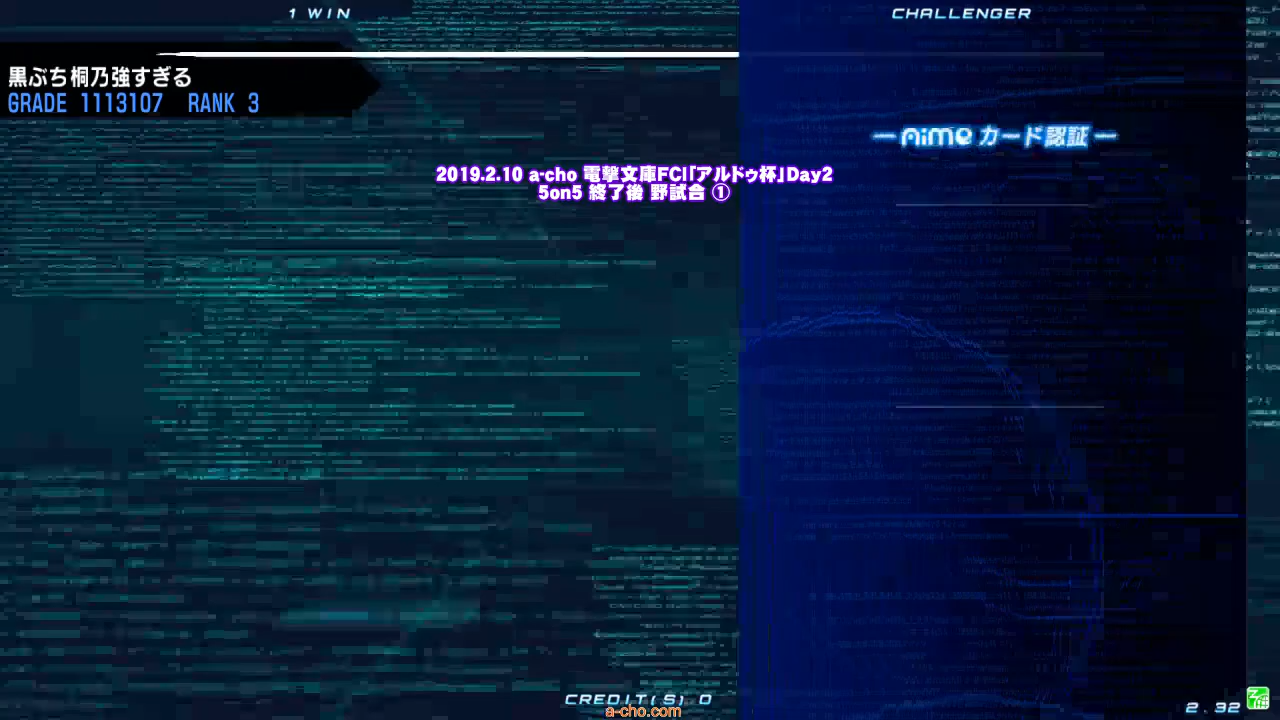 1 WIN
CHALLENGER
黒ぶち桐乃強すぎる
GRADE 1113107 RANK 3
aime カード認証
2019.2.10 a-cho 電撃文庫FCI「アルドゥ杯」Day2
5on5 終了後 野試合 ①
CREDIT(S) 0
a-cho.com
2.32